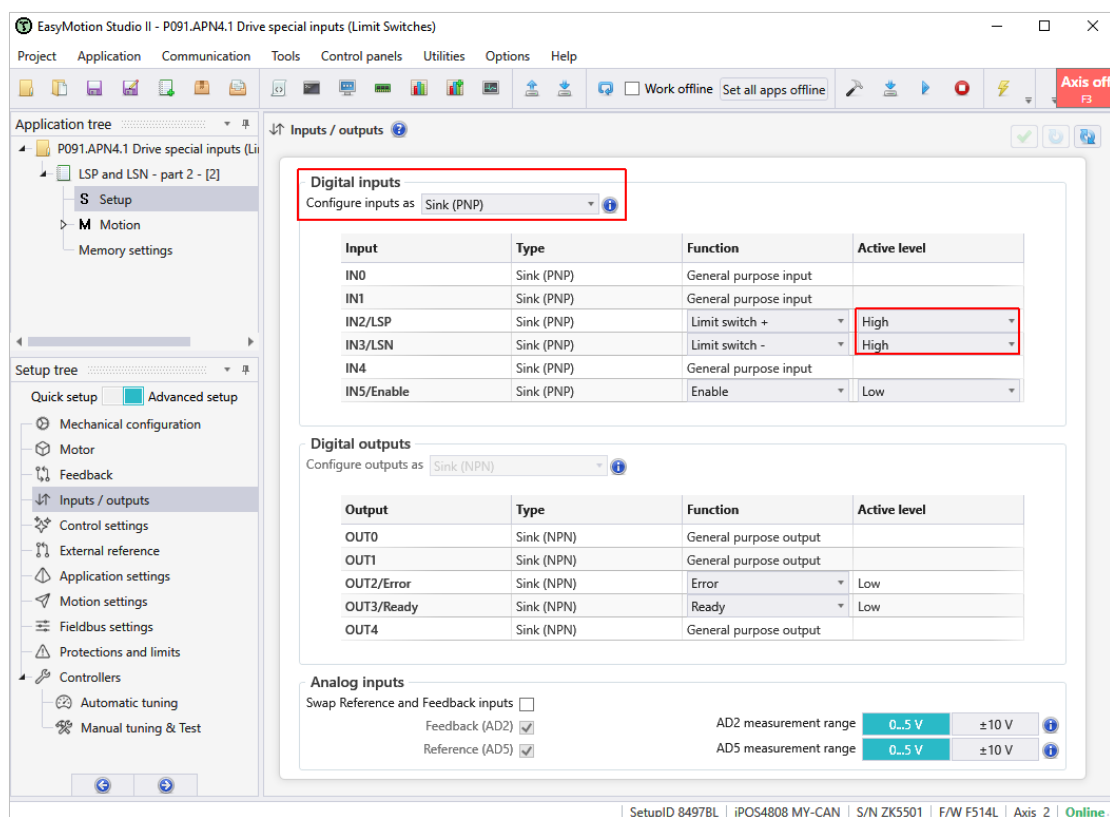 EasyMotion Studio II - P091.APN4.1 Drive special inputs (Limit Switches)
Project Application Communication Tools Control panels Utilities Options Help
Work offline Set all apps offline Axis off
F3
Application tree
P091.APN4.1 Drive special inputs (Li
LSP and LSN - part 2 - [2]
S Setup
M Motion
Memory settings
Setup tree
Quick setup Advanced setup
Mechanical configuration
Motor
Feedback
Inputs / outputs
Control settings
External reference
Application settings
Motion settings
Fieldbus settings
Protections and limits
Controllers
Automatic tuning
Manual tuning & Test
Inputs / outputs
Digital inputs
Configure inputs as Sink (PNP)
Input Type Function Active level
IN0 Sink (PNP) General purpose input
IN1 Sink (PNP) General purpose input
IN2/LSP Sink (PNP) Limit switch + High
IN3/LSN Sink (PNP) Limit switch - High
IN4 Sink (PNP) General purpose input
IN5/Enable Sink (PNP) Enable Low
Digital outputs
Configure outputs as Sink (NPN)
Output Type Function Active level
OUT0 Sink (NPN) General purpose output
OUT1 Sink (NPN) General purpose output
OUT2/Error Sink (NPN) Error Low
OUT3/Ready Sink (NPN) Ready Low
OUT4 Sink (NPN) General purpose output
Analog inputs
Swap Reference and Feedback inputs
Feedback (AD2) AD2 measurement range 0...5 V ±10 V
Reference (AD5) AD5 measurement range 0...5 V ±10 V
SetupID 8497BL iPOS4808 MY-CAN S/N ZK5501 F/W F514L Axis 2 Online